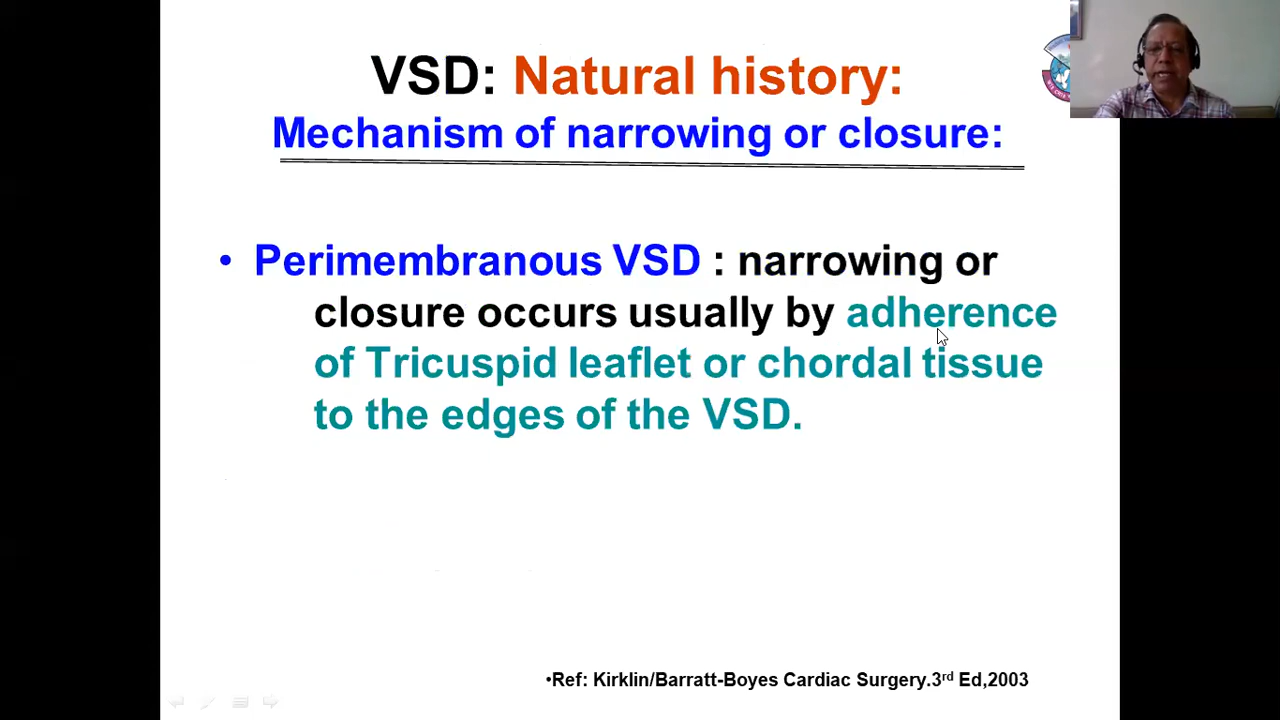 VSD: Natural history:
Mechanism of narrowing or closure:
• Perimembranous VSD : narrowing or
closure occurs usually by adherence
of Tricuspid leaflet or chordal tissue
to the edges of the VSD.
•Ref: Kirklin/Barratt-Boyes Cardiac Surgery.3rd Ed,2003